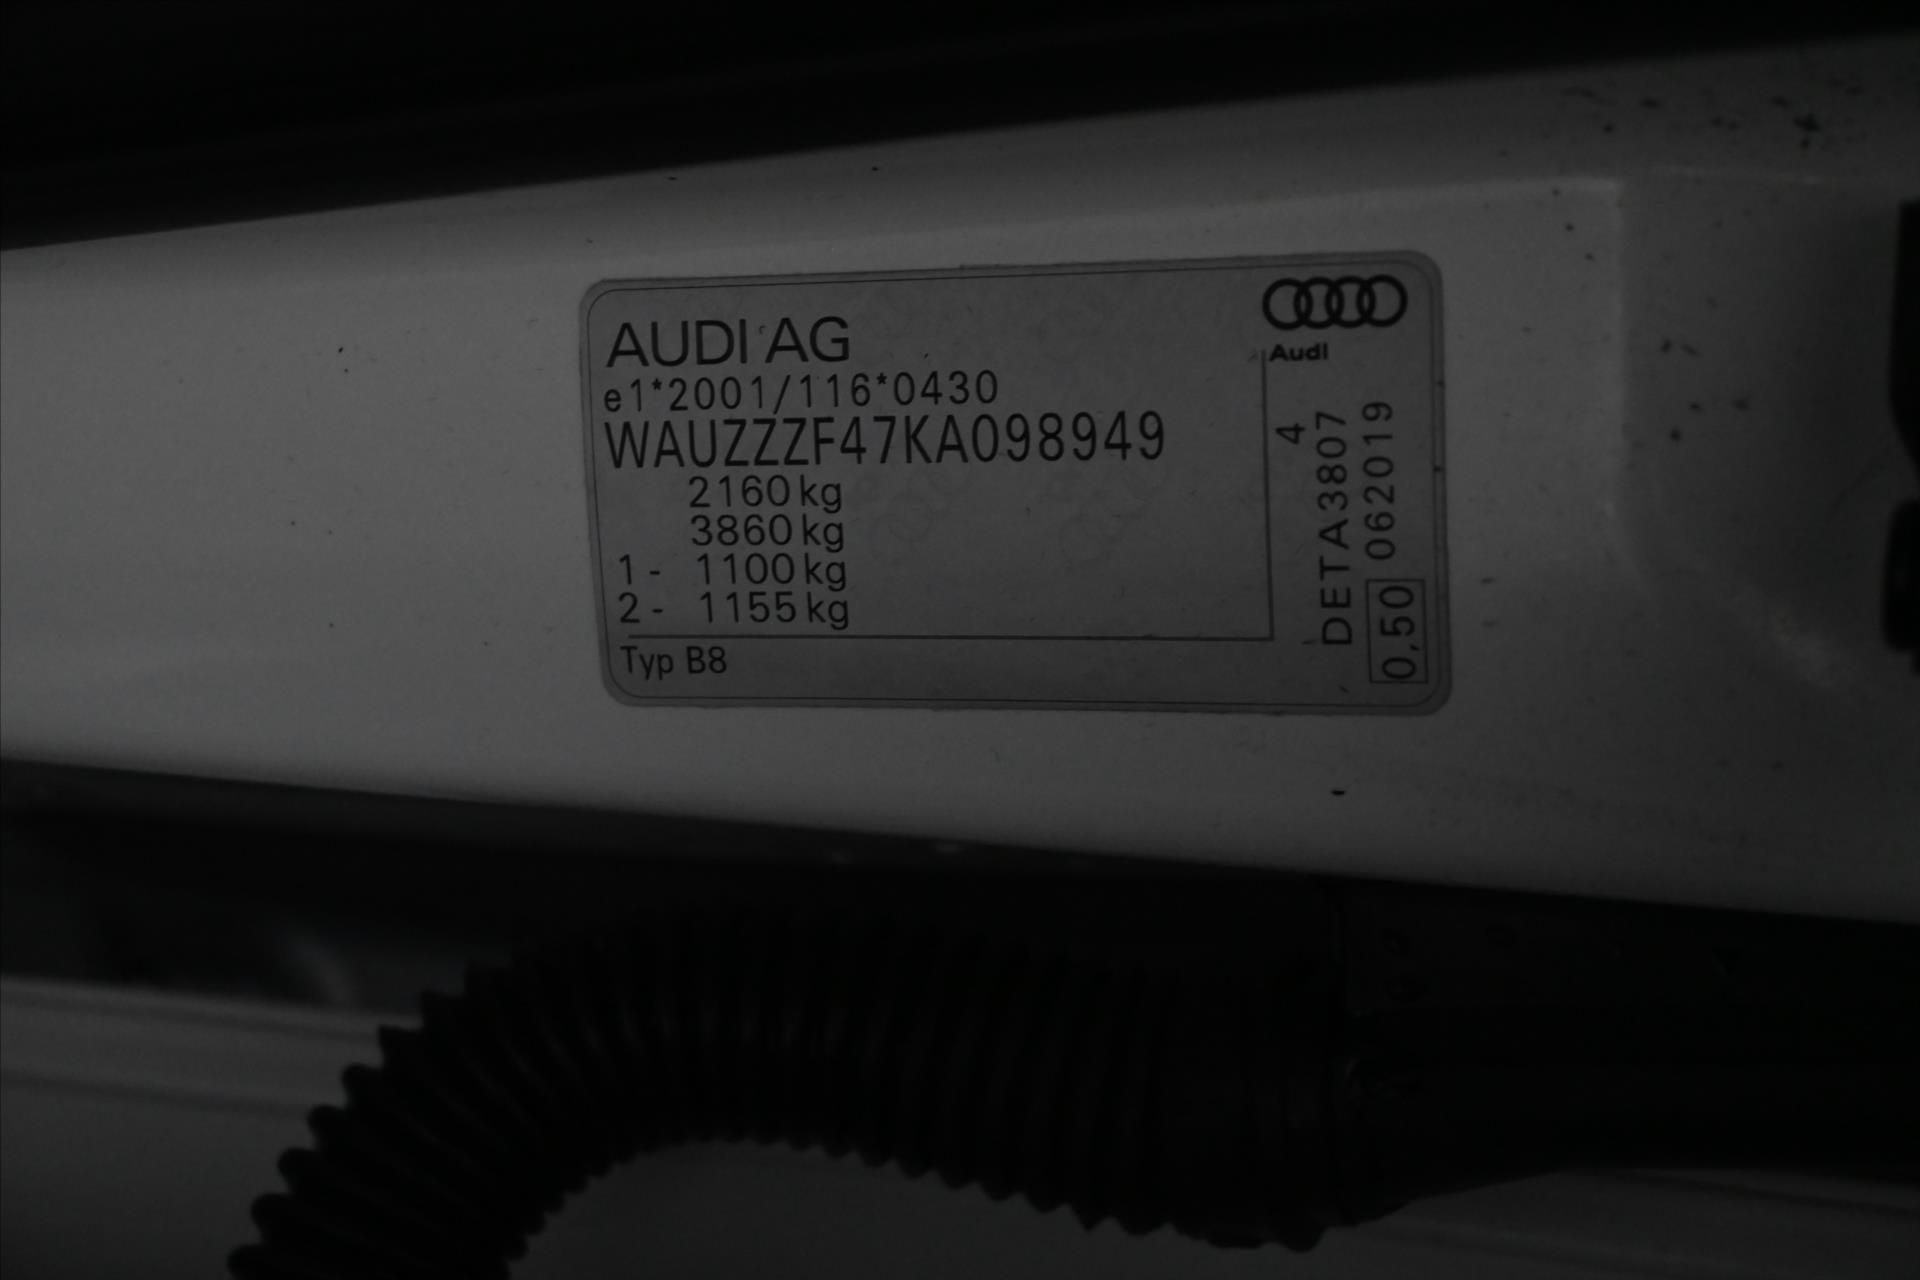 AUDI AG
e1*2001/116*0430
WAUZZZF47KA098949
2160 kg
3860 kg
1 - 1100 kg
2 - 1155 kg
Typ B8
Audi
4
DETA3807
0,50 062019